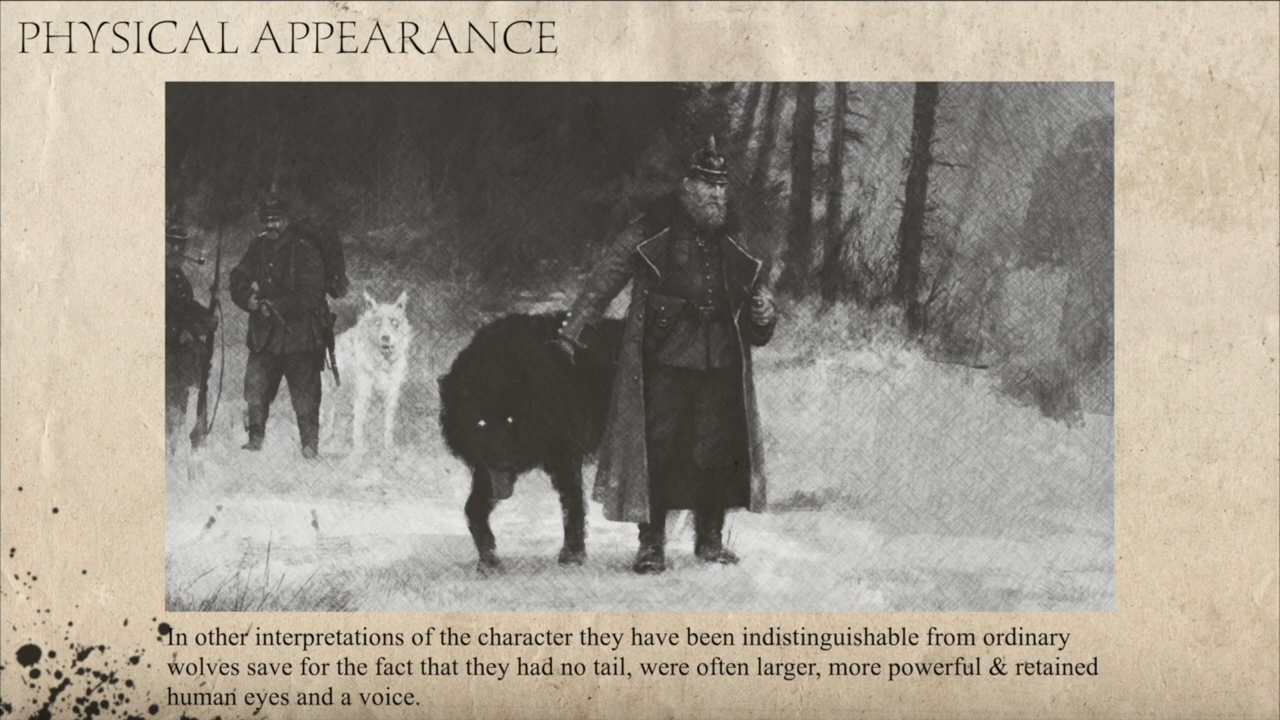 PHYSICAL APPEARANCE
In other interpretations of the character they have been indistinguishable from ordinary
wolves save for the fact that they had no tail, were often larger, more powerful & retained
human eyes and a voice.